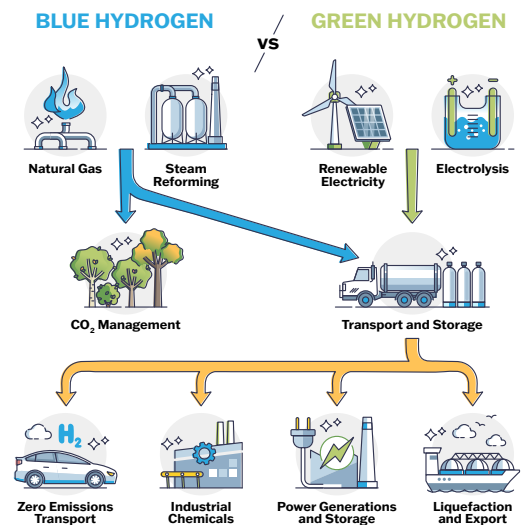 BLUE HYDROGEN
vs
GREEN HYDROGEN
Natural Gas
Steam
Reforming
Renewable
Electricity
+ −
Electrolysis
CO₂ Management
Transport and Storage
H₂
Zero Emissions
Transport
Industrial
Chemicals
Power Generations
and Storage
Liquefaction
and Export